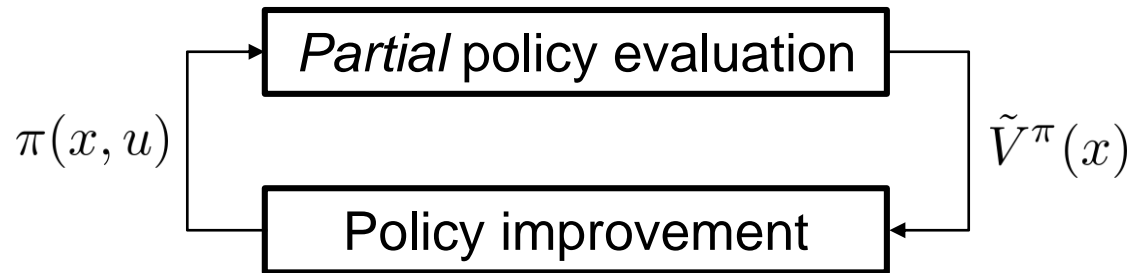 Partial policy evaluation
π(x, u)
Ṽ^π(x)
Policy improvement